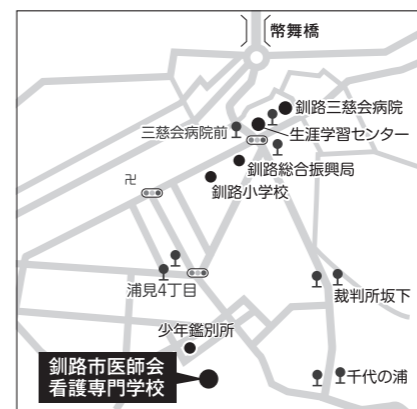 幣舞橋
釧路三慈会病院
三慈会病院前
生涯学習センター
釧路総合振興局
釧路小学校
卍
浦見4丁目
裁判所坂下
少年鑑別所
釧路市医師会
看護専門学校
千代の浦